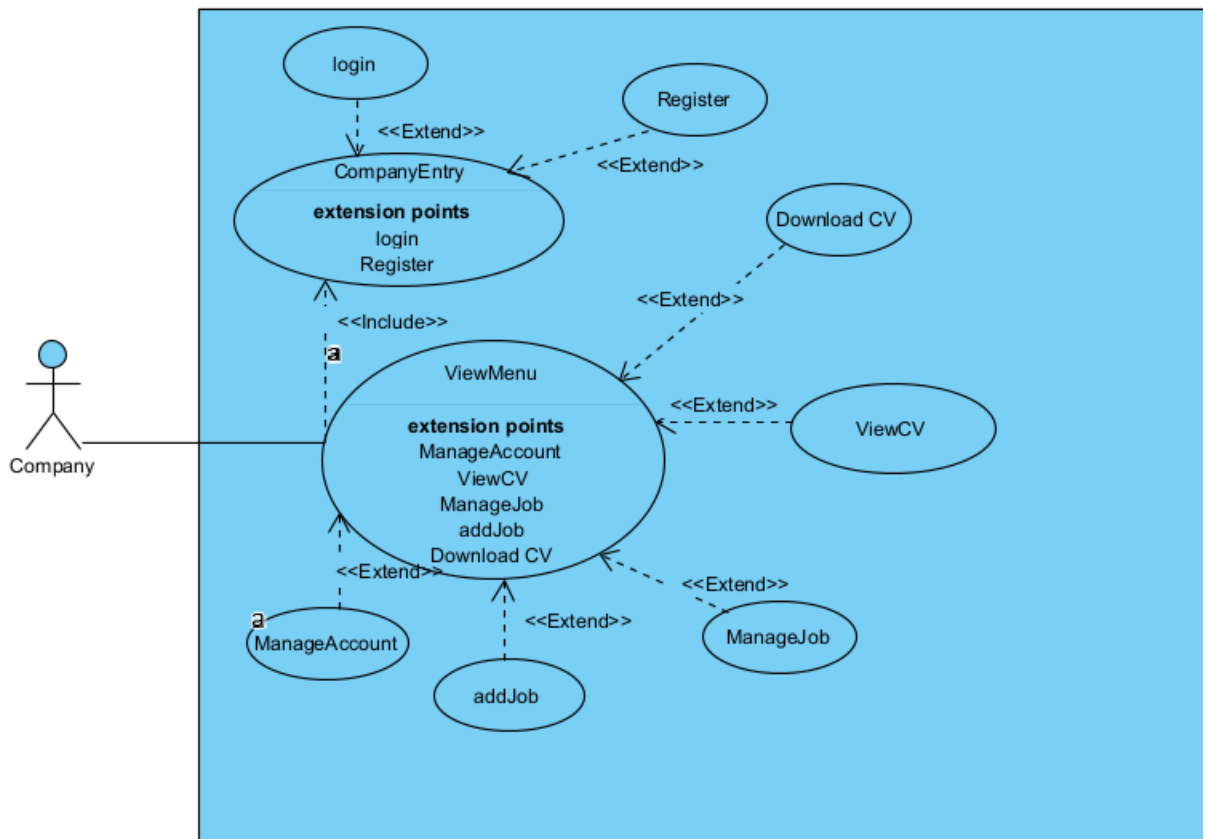 login
Register
<<Extend>>
<<Extend>>
CompanyEntry
extension points
login
Register
Download CV
<<Extend>>
<<Include>>
a
ViewMenu
extension points
ManageAccount
ViewCV
ManageJob
addJob
Download CV
<<Extend>>
ViewCV
Company
<<Extend>>
<<Extend>>
<<Extend>>
a
ManageAccount
ManageJob
addJob